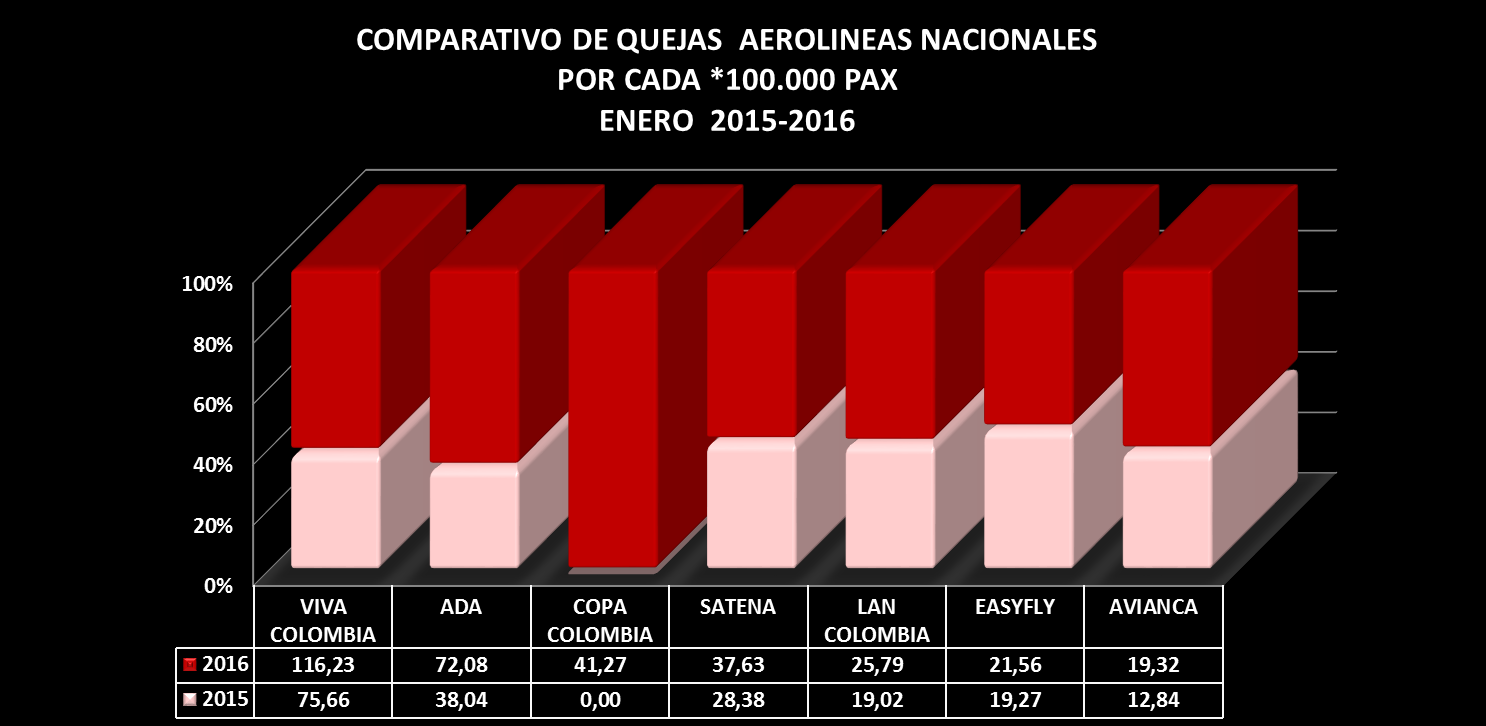 COMPARATIVO DE QUEJAS AEROLINEAS NACIONALES
POR CADA *100.000 PAX
ENERO 2015-2016
100%
80%
60%
40%
20%
0%
VIVA COLOMBIA ADA COPA COLOMBIA SATENA LAN COLOMBIA EASYFLY AVIANCA
2016 116,23 72,08 41,27 37,63 25,79 21,56 19,32
2015 75,66 38,04 0,00 28,38 19,02 19,27 12,84